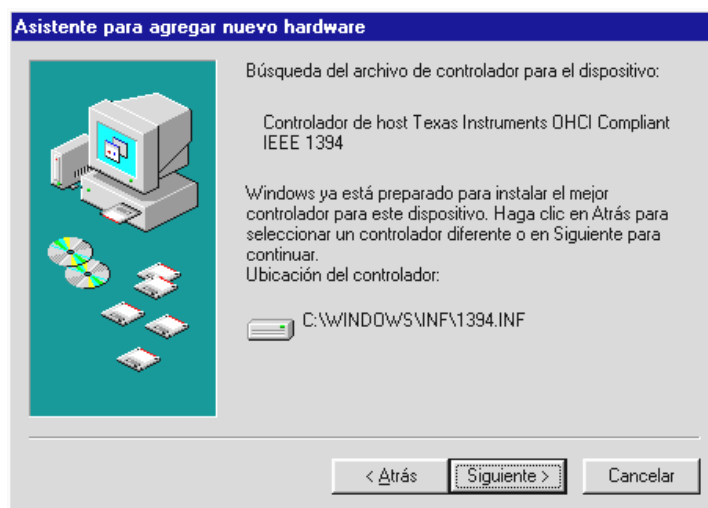 Asistente para agregar nuevo hardware
Búsqueda del archivo de controlador para el dispositivo:
Controlador de host Texas Instruments OHCI Compliant
IEEE 1394
Windows ya está preparado para instalar el mejor
controlador para este dispositivo. Haga clic en Atrás para
seleccionar un controlador diferente o en Siguiente para
continuar.
Ubicación del controlador:
C:\WINDOWS\INF\1394.INF
< Atrás Siguiente > Cancelar